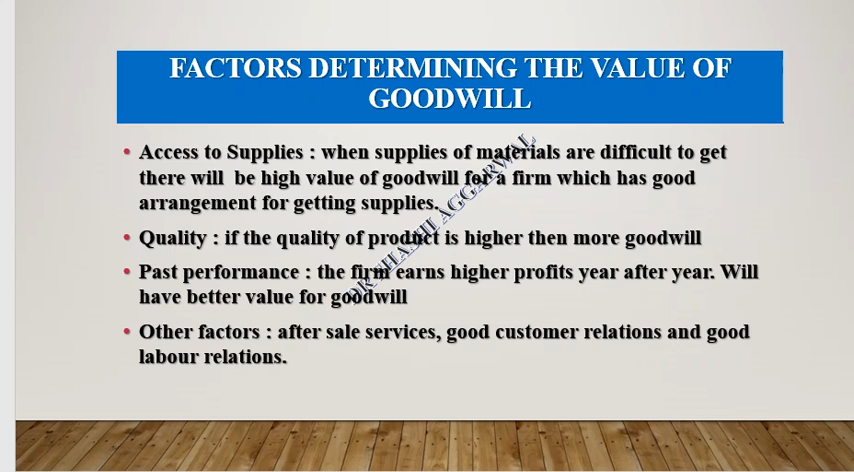 FACTORS DETERMINING THE VALUE OF
GOODWILL
• Access to Supplies : when supplies of materials are difficult to get
there will be high value of goodwill for a firm which has good
arrangement for getting supplies.
• Quality : if the quality of product is higher then more goodwill
• Past performance : the firm earns higher profits year after year. Will
have better value for goodwill
• Other factors : after sale services, good customer relations and good
labour relations.
AGGARWAL